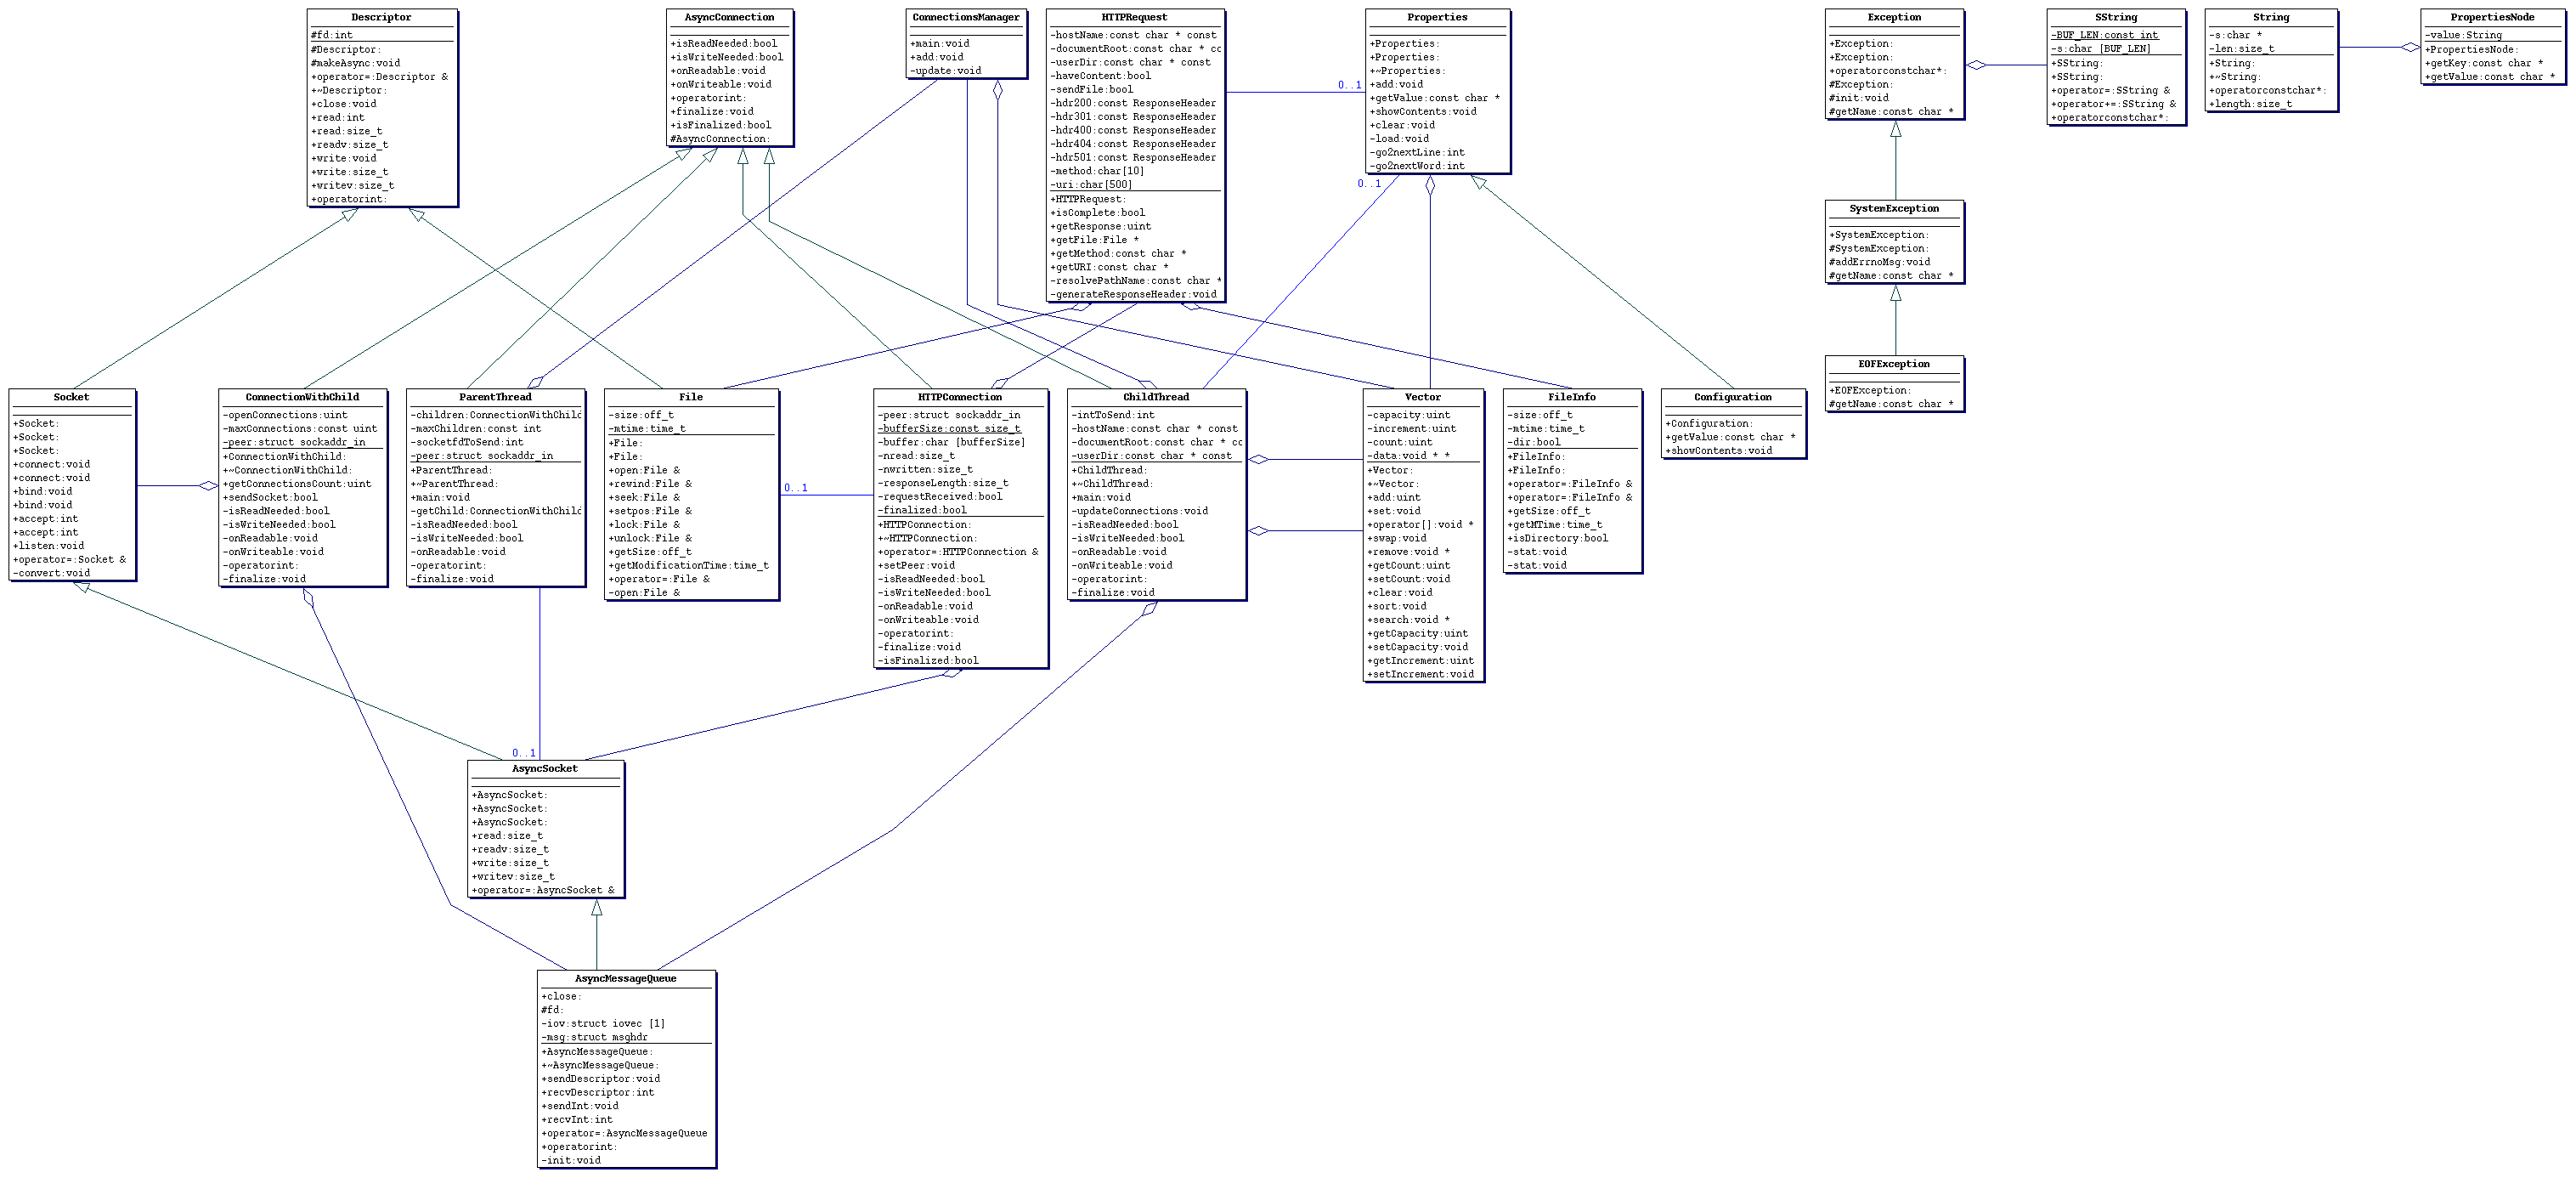 Descriptor
#fd:int
#Descriptor:
#makeAsync:void
+operator=:Descriptor &
+~Descriptor:
+close:void
+read:int
+read:size_t
+readv:size_t
+write:void
+write:size_t
+writev:size_t
+operatorint:
AsyncConnection
+isReadNeeded:bool
+isWriteNeeded:bool
+onReadable:void
+onWriteable:void
+operatorint:
+finalize:void
+isFinalized:bool
#AsyncConnection:
ConnectionsManager
+main:void
+add:void
-update:void
HTTPRequest
-hostName:const char * const
-documentRoot:const char * cc
-userDir:const char * const
-haveContent:bool
-sendFile:bool
-hdr200:const ResponseHeader
-hdr301:const ResponseHeader
-hdr400:const ResponseHeader
-hdr404:const ResponseHeader
-hdr501:const ResponseHeader
-method:char[10]
-uri:char[500]
+HTTPRequest:
+isComplete:bool
+getResponse:uint
+getFile:File *
+getMethod:const char *
+getURI:const char *
-resolvePathName:const char *
-generateResponseHeader:void
0..1
Properties
+Properties:
+Properties:
+~Properties:
+add:void
+getValue:const char *
+showContents:void
+clear:void
-load:void
-go2nextLine:int
-go2nextWord:int
0..1
Exception
+Exception:
+Exception:
+operatorconstchar*:
#Exception:
#init:void
#getName:const char *
SString
-BUF_LEN:const int
-s:char [BUF_LEN]
+SString:
+SString:
+operator=:SString &
+operator+=:SString &
+operatorconstchar*:
String
-s:char *
-len:size_t
+String:
+~String:
+operatorconstchar*:
+length:size_t
PropertiesNode
-value:String
+PropertiesNode:
+getKey:const char *
+getValue:const char *
SystemException
+SystemException:
#SystemException:
#addErrnoMsg:void
#getName:const char *
EOFException
+EOFException:
#getName:const char *
Socket
+Socket:
+Socket:
+Socket:
+connect:void
+connect:void
+bind:void
+bind:void
+accept:int
+accept:int
+listen:void
+operator=:Socket &
-convert:void
ConnectionWithChild
-openConnections:uint
-maxConnections:const uint
-peer:struct sockaddr_in
+ConnectionWithChild:
+~ConnectionWithChild:
+getConnectionsCount:uint
+sendSocket:bool
-isReadNeeded:bool
-isWriteNeeded:bool
-onReadable:void
-onWriteable:void
-operatorint:
-finalize:void
ParentThread
-children:ConnectionWithChild
-maxChildren:const int
-socketfdToSend:int
-peer:struct sockaddr_in
+ParentThread:
+~ParentThread:
+main:void
-getChild:ConnectionWithChild
-isReadNeeded:bool
-isWriteNeeded:bool
-onReadable:void
-operatorint:
-finalize:void
File
-size:off_t
-mtime:time_t
+File:
+File:
+open:File &
+rewind:File &
+seek:File &
+setpos:File &
+lock:File &
+unlock:File &
+getSize:off_t
+getModificationTime:time_t
+operator=:File &
-open:File &
0..1
HTTPConnection
-peer:struct sockaddr_in
-bufferSize:const size_t
-buffer:char [bufferSize]
-nread:size_t
-nwritten:size_t
-responseLength:size_t
-requestReceived:bool
-finalized:bool
+HTTPConnection:
+~HTTPConnection:
+operator=:HTTPConnection &
+setPeer:void
-isReadNeeded:bool
-isWriteNeeded:bool
-onReadable:void
-onWriteable:void
-operatorint:
-finalize:void
-isFinalized:bool
ChildThread
-intToSend:int
-hostName:const char * const
-documentRoot:const char * cc
-userDir:const char * const
+ChildThread:
+~ChildThread:
+main:void
-updateConnections:void
-isReadNeeded:bool
-isWriteNeeded:bool
-onReadable:void
-onWriteable:void
-operatorint:
-finalize:void
Vector
-capacity:uint
-increment:uint
-count:uint
-data:void * *
+Vector:
+~Vector:
+add:uint
+set:void
+operator[]:void *
+swap:void
+remove:void *
+getCount:uint
+setCount:void
+clear:void
+sort:void
+search:void *
+getCapacity:uint
+setCapacity:void
+getIncrement:uint
+setIncrement:void
FileInfo
-size:off_t
-mtime:time_t
-dir:bool
+FileInfo:
+FileInfo:
+operator=:FileInfo &
+operator=:FileInfo &
+getSize:off_t
+getMTime:time_t
+isDirectory:bool
-stat:void
-stat:void
Configuration
+Configuration:
+getValue:const char *
+showContents:void
0..1
AsyncSocket
+AsyncSocket:
+AsyncSocket:
+AsyncSocket:
+read:size_t
+readv:size_t
+write:size_t
+writev:size_t
+operator=:AsyncSocket &
AsyncMessageQueue
+close:
#fd:
-iov:struct iovec [1]
-msg:struct msghdr
+AsyncMessageQueue:
+~AsyncMessageQueue:
+sendDescriptor:void
+recvDescriptor:int
+sendInt:void
+recvInt:int
+operator=:AsyncMessageQueue
+operatorint:
-init:void